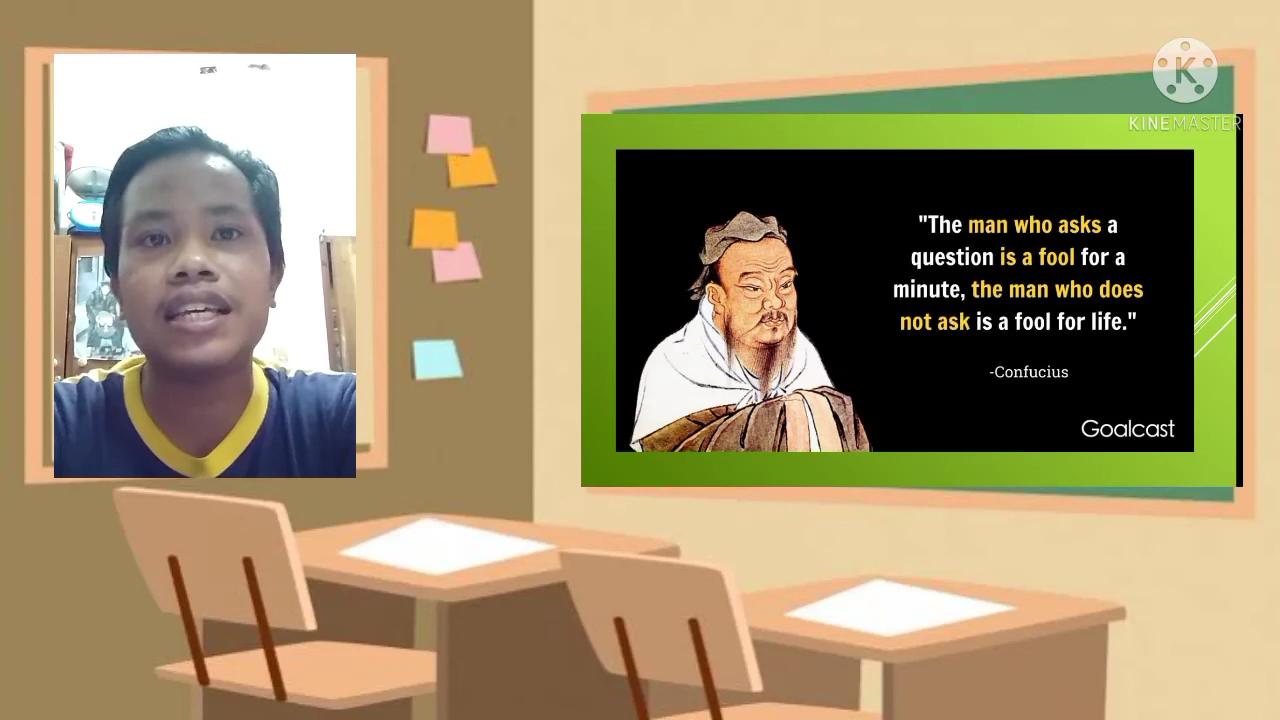 K
KINEMASTER
"The man who asks a
question is a fool for a
minute, the man who does
not ask is a fool for life."
-Confucius
Goalcast